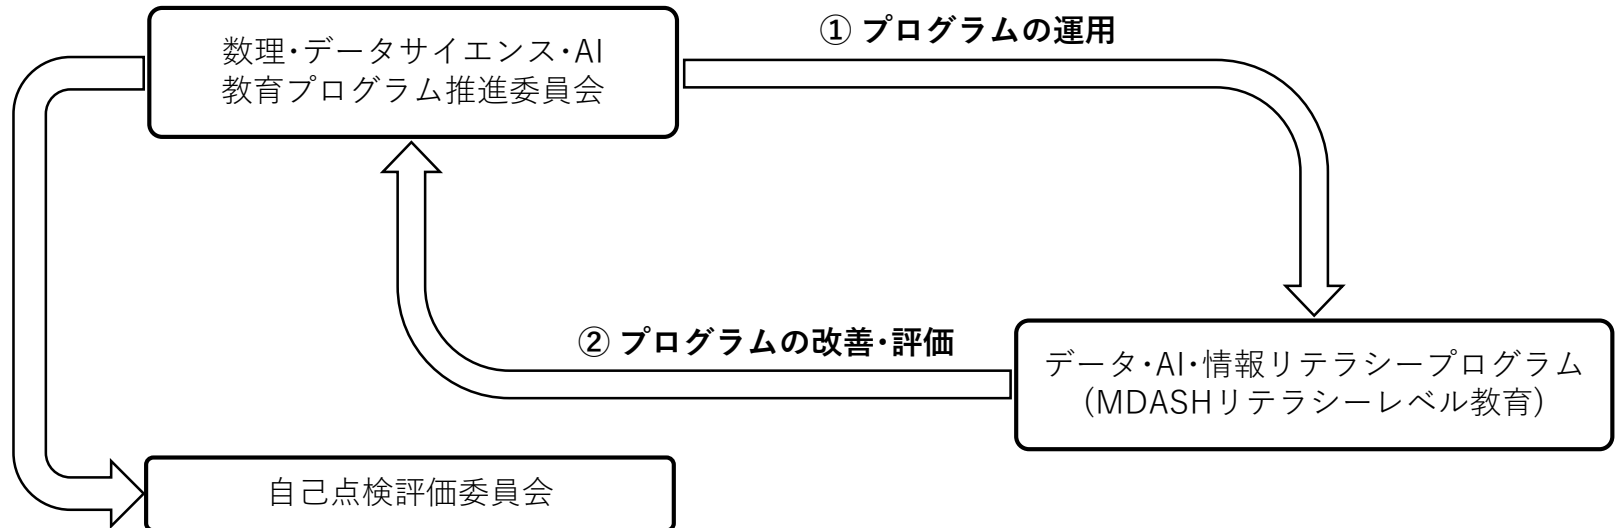 ① プログラムの運用
数理・データサイエンス・AI
教育プログラム推進委員会
② プログラムの改善・評価
データ・AI・情報リテラシープログラム
（MDASHリテラシーレベル教育）
自己点検評価委員会